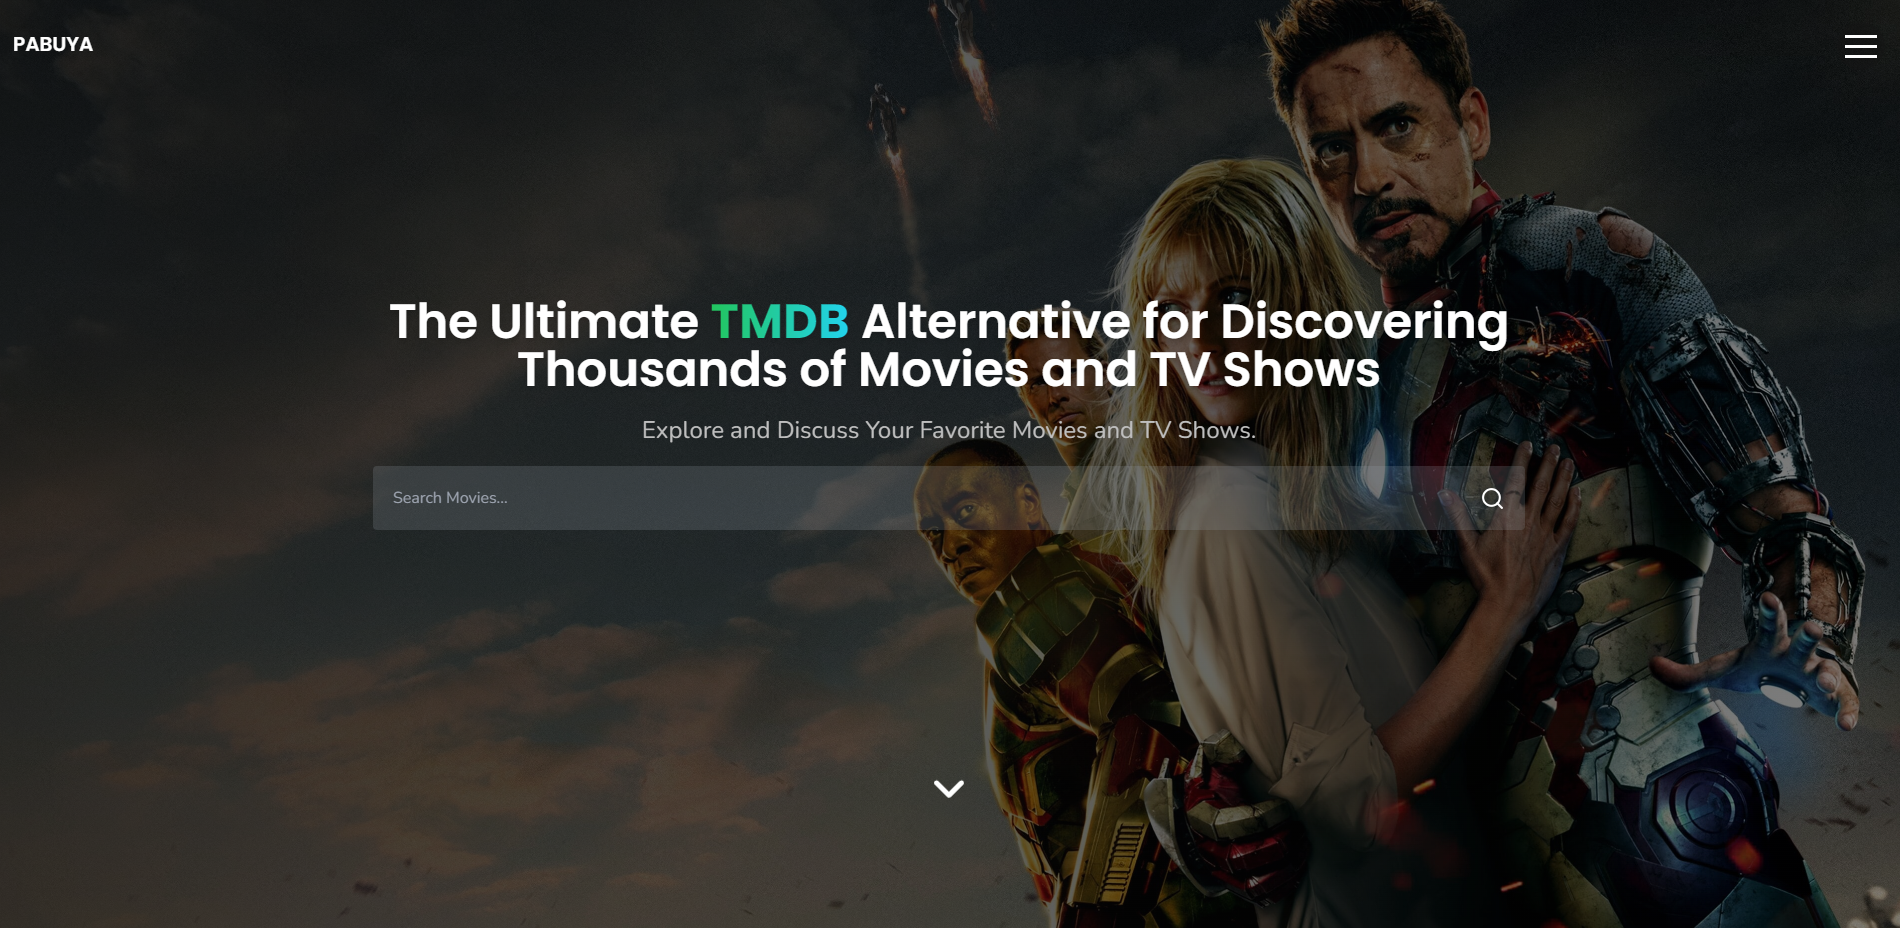 PABUYA
The Ultimate TMDB Alternative for Discovering
Thousands of Movies and TV Shows
Explore and Discuss Your Favorite Movies and TV Shows.
Search Movies...